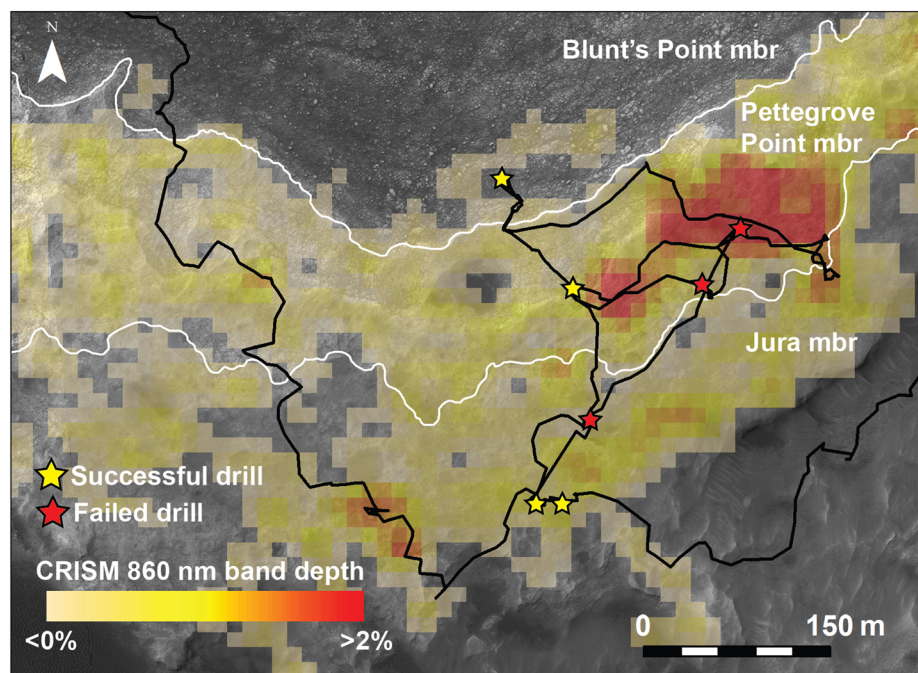 N
Blunt's Point mbr
Pettegrove
Point mbr
Jura mbr
Successful drill
Failed drill
CRISM 860 nm band depth
<0%
>2%
0
150 m